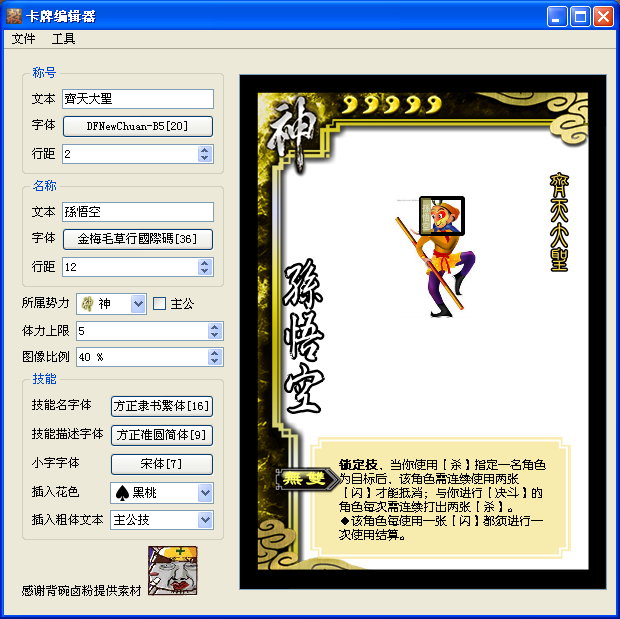 卡牌编辑器
文件 工具
称号
文本 齊天大聖
字体 DFNewChuan-B5[20]
行距 2
名称
文本 孫悟空
字体 金梅毛草行國際碼[36]
行距 12
所属势力 神 主公
体力上限 5
图像比例 40 %
技能
技能名字体 方正隶书繁体[16]
技能描述字体 方正准圆简体[9]
小字字体 宋体[7]
插入花色 ♠ 黑桃
插入粗体文本 主公技
感谢背碗卤粉提供素材
神
齊天大聖
孫悟空
無雙
锁定技、当你使用【杀】指定一名角色
为目标后，该角色需连续使用两张
【闪】才能抵消；与你进行【决斗】的
角色每次需连续打出两张【杀】。
◆该角色每使用一张【闪】都须进行一
次使用结算。